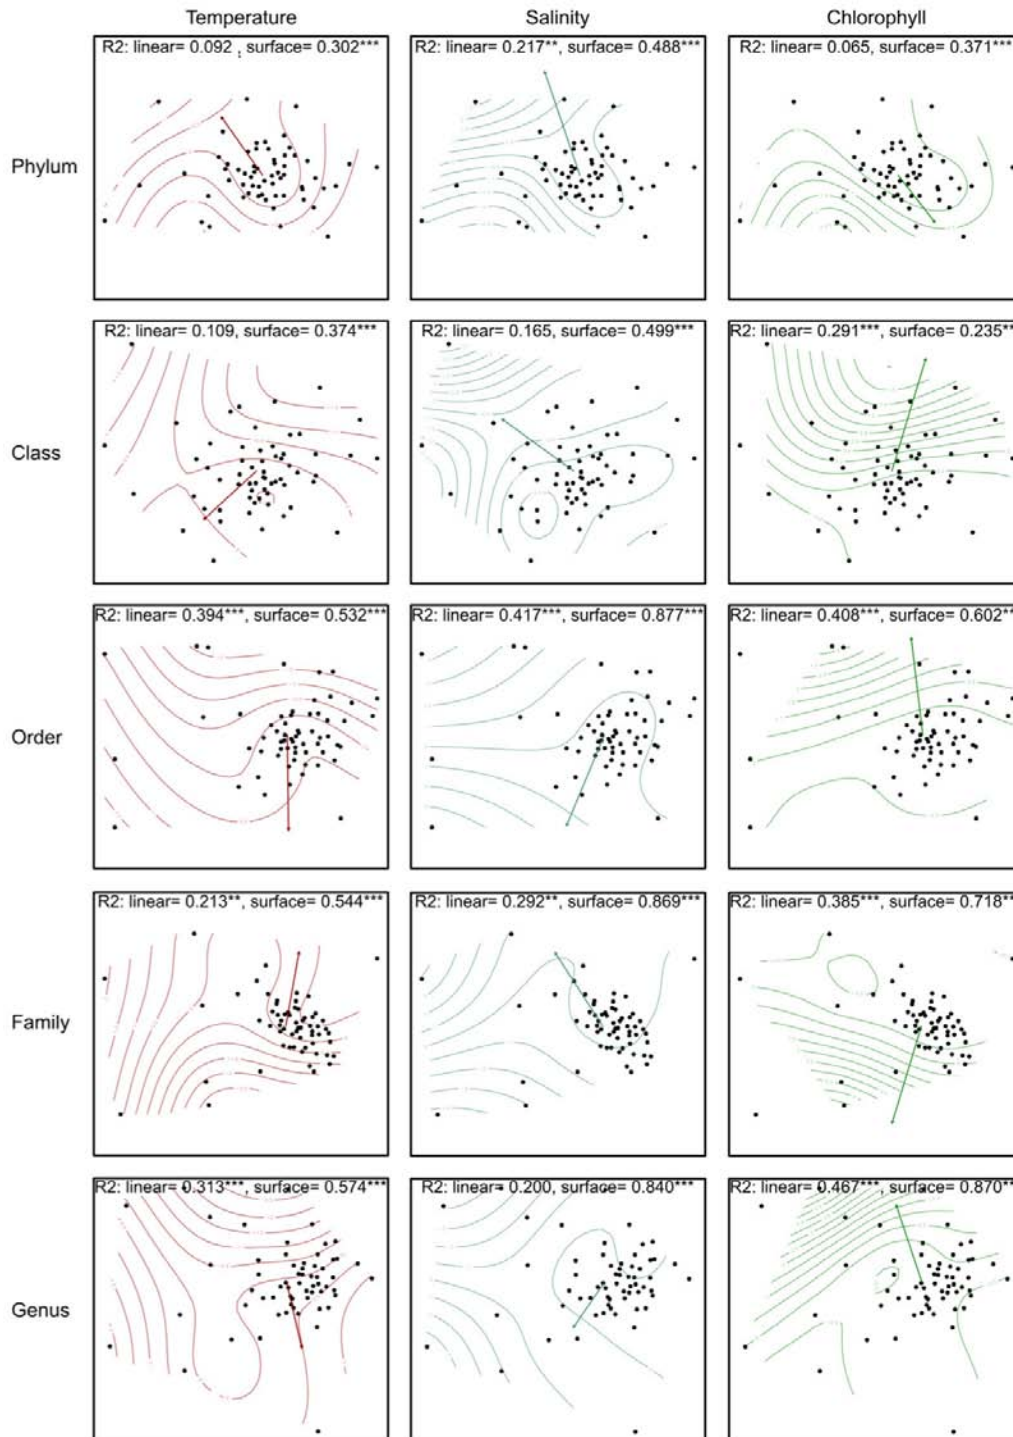 Temperature Salinity Chlorophyll
R2: linear= 0.092 , surface= 0.302*** R2: linear= 0.217**, surface= 0.488*** R2: linear= 0.065, surface= 0.371***
Phylum
R2: linear= 0.109, surface= 0.374*** R2: linear= 0.165, surface= 0.499*** R2: linear= 0.291***, surface= 0.235**
Class
R2: linear= 0.394***, surface= 0.532*** R2: linear= 0.417***, surface= 0.877*** R2: linear= 0.408***, surface= 0.602**
Order
R2: linear= 0.213**, surface= 0.544*** R2: linear= 0.292**, surface= 0.869*** R2: linear= 0.385***, surface= 0.718**
Family
R2: linear= 0.313***, surface= 0.574*** R2: linear= 0.200, surface= 0.840*** R2: linear= 0.467***, surface= 0.870**
Genus